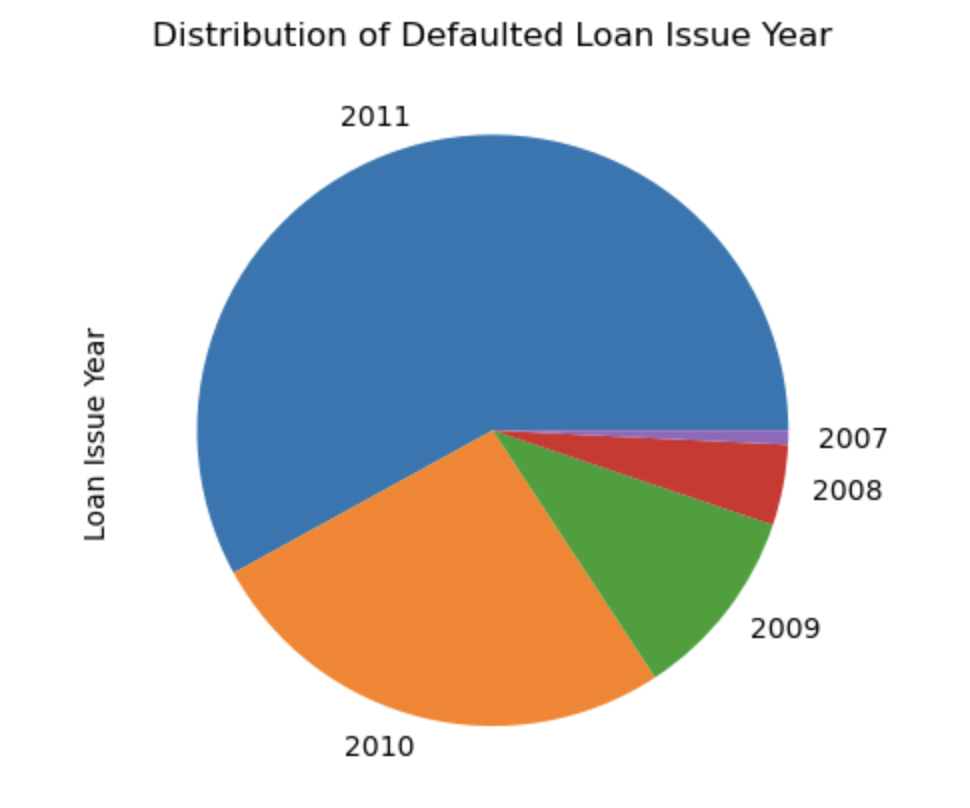 Distribution of Defaulted Loan Issue Year
2011
Loan Issue Year
2007
2008
2009
2010